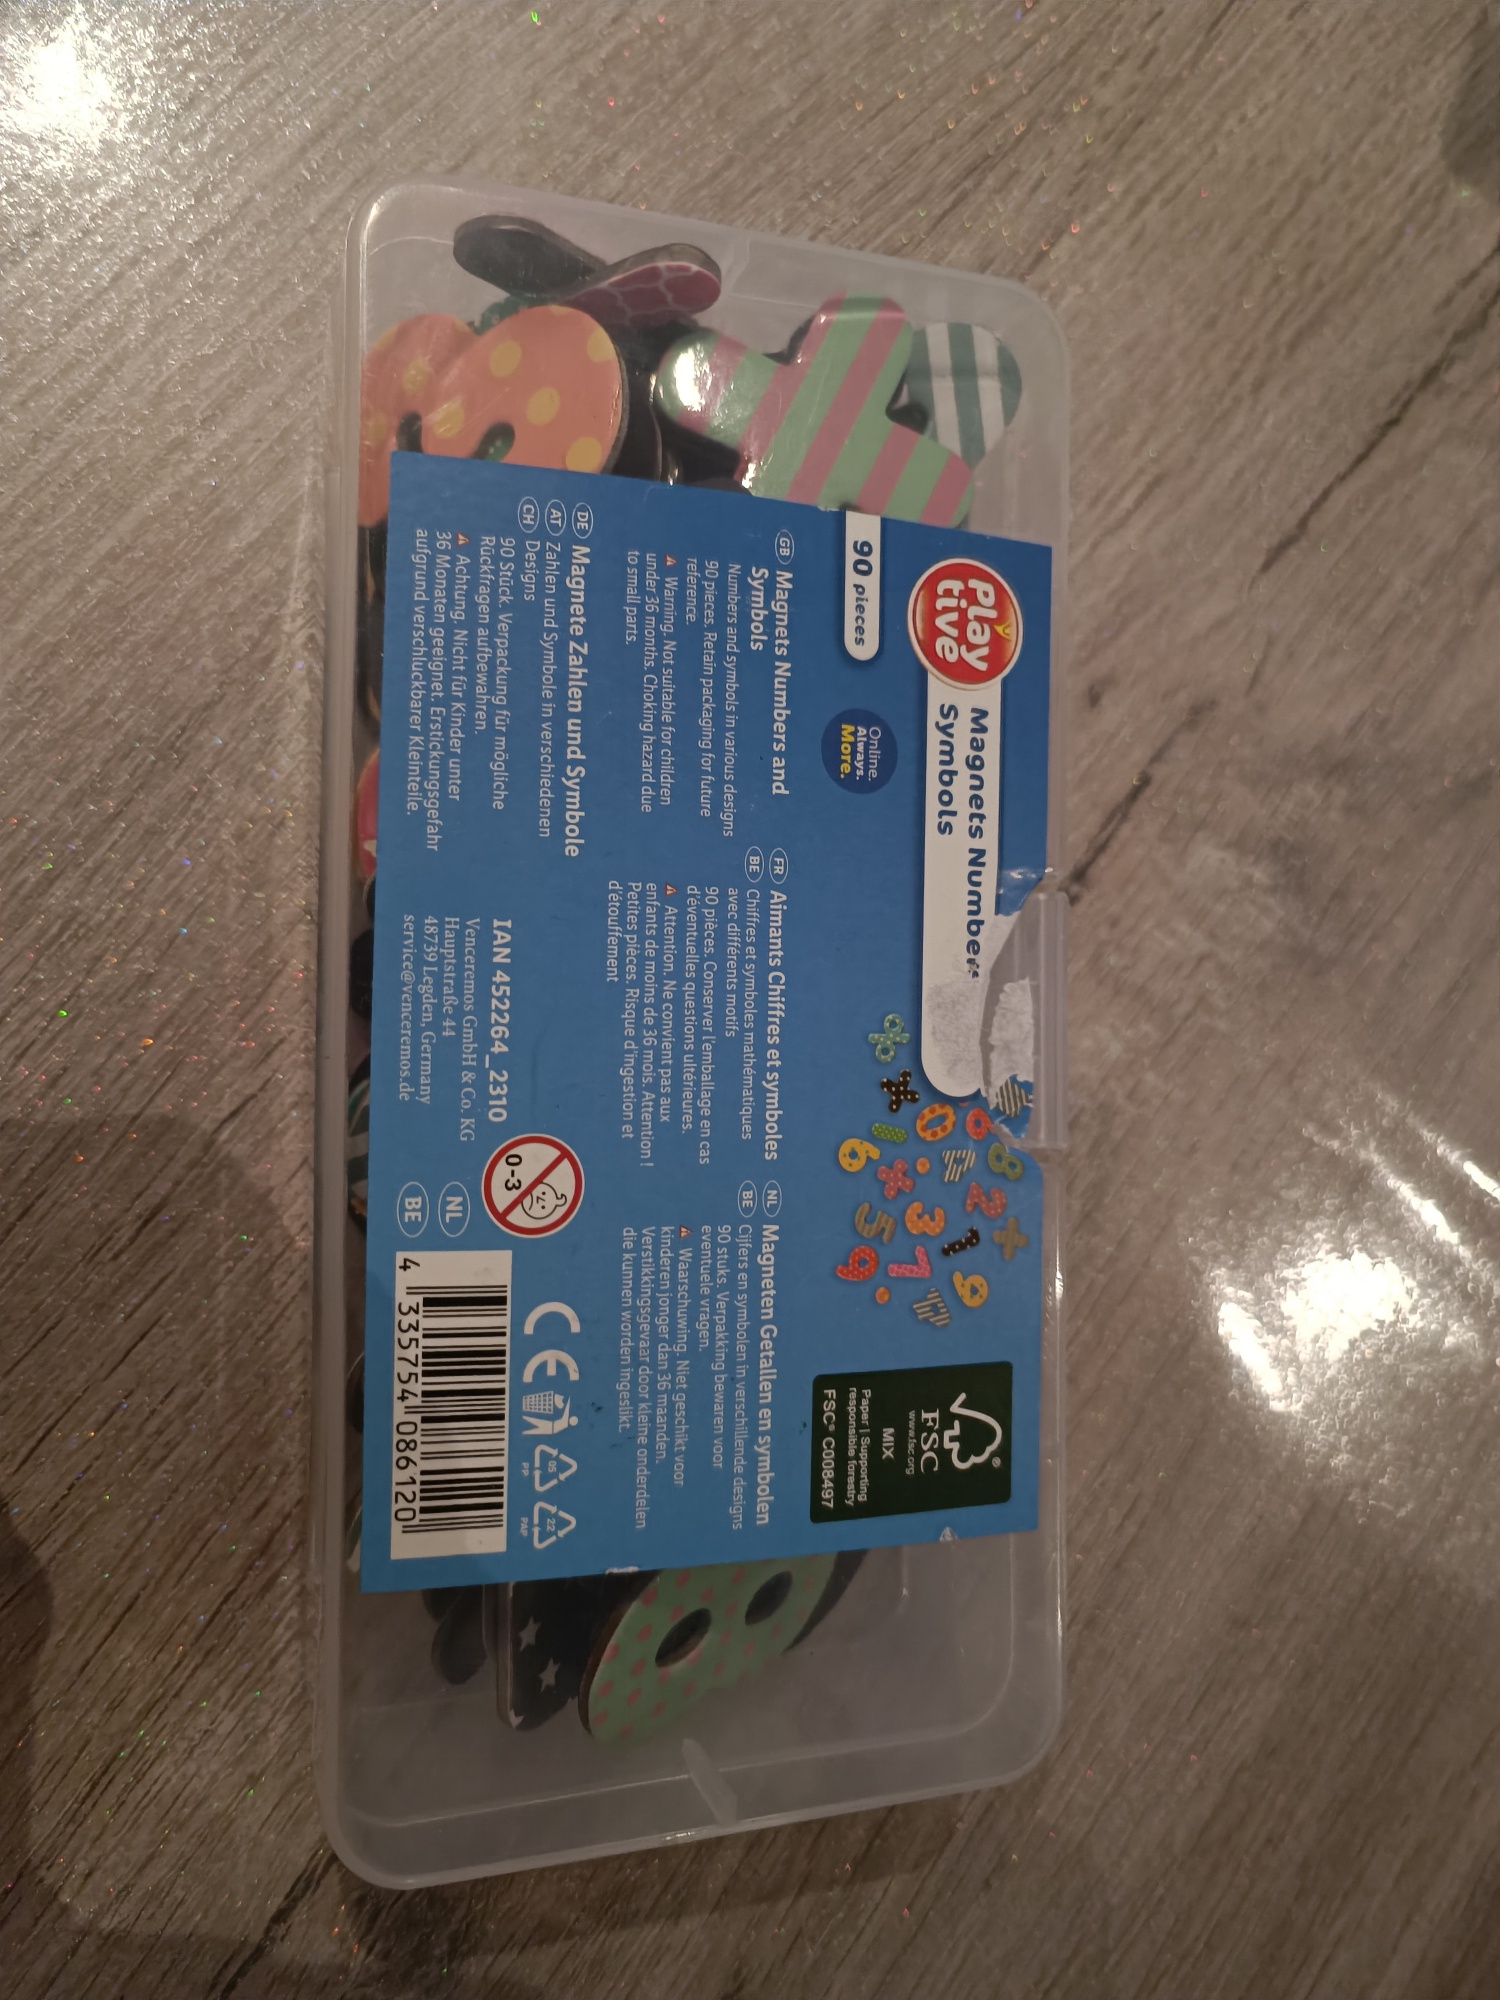 Play
tive
Magnets Numbers
Symbols
90 pieces
Online.
Always.
More.
FSC
www.fsc.org
MIX
Paper | Supporting
responsible forestry
FSC® C008497
GB Magnets Numbers and
Symbols
Numbers and symbols in various designs
90 pieces. Retain packaging for future
reference.
Warning. Not suitable for children
under 36 months. Choking hazard due
to small parts.
FR Aimants Chiffres et symboles
BE Chiffres et symboles mathématiques
avec différents motifs
90 pièces. Conserver l'emballage en cas
d'éventuelles questions ultérieures.
Attention. Ne convient pas aux
enfants de moins de 36 mois. Attention !
Petites pièces. Risque d'ingestion et
d'étouffement
NL Magneten Getallen en symbolen
BE Cijfers en symbolen in verschillende designs
90 stuks. Verpakking bewaren voor
eventuele vragen.
Waarschuwing. Niet geschikt voor
kinderen jonger dan 36 maanden.
Verstikkingsgevaar door kleine onderdelen
die kunnen worden ingeslikt.
DE Magnete Zahlen und Symbole
AT Zahlen und Symbole in verschiedenen
CH Designs
90 Stück. Verpackung für mögliche
Rückfragen aufbewahren.
Achtung. Nicht für Kinder unter
36 Monaten geeignet. Erstickungsgefahr
aufgrund verschluckbarer Kleinteile.
IAN 452264_2310
Venceremos GmbH & Co. KG
Hauptstraße 44
48739 Legden, Germany
service@venceremos.de
0-3
NL
BE
CE
05
PP
22
PAP
4 335754 086120